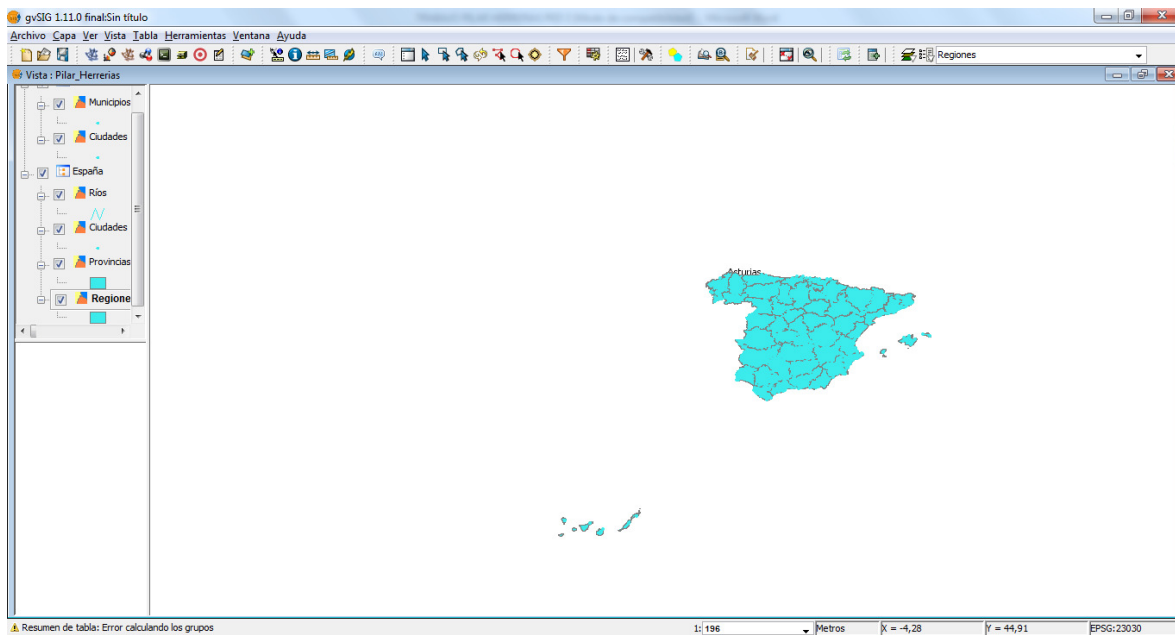 gvSIG 1.11.0 final:Sin título
Archivo Capa Ver Vista Tabla Herramientas Ventana Ayuda
Regiones
Vista : Pilar_Herrerias
Municipios
Ciudades
España
Ríos
Ciudades
Provincias
Regione
Asturias
Resumen de tabla: Error calculando los grupos
1: 196
Metros
X = -4,28
Y = 44,91
EPSG:23030